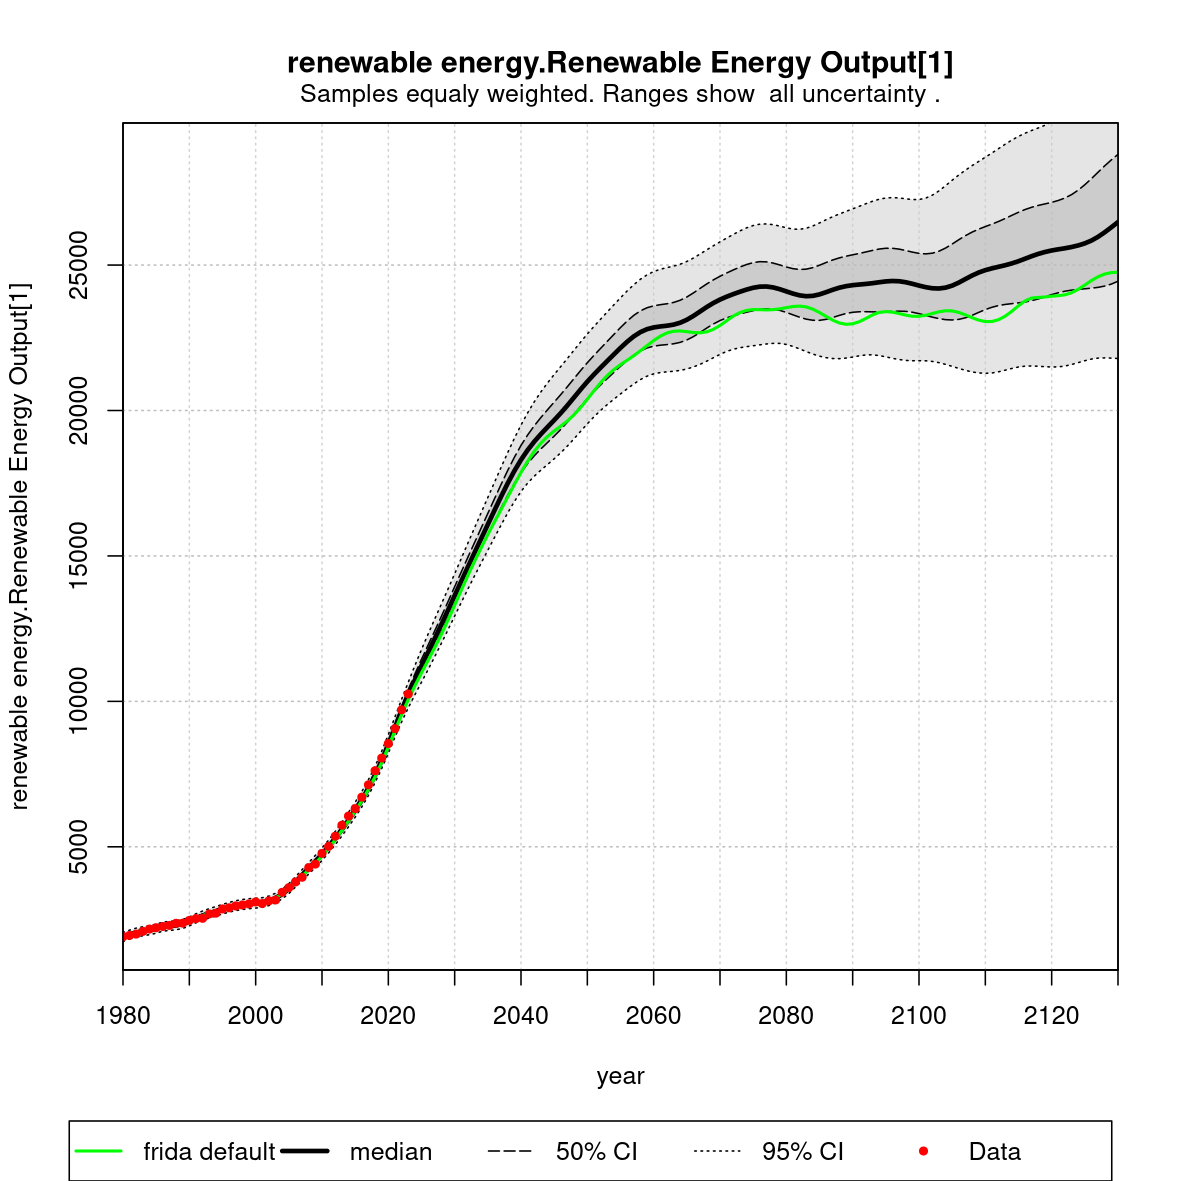 renewable energy.Renewable Energy Output[1]
Samples equaly weighted. Ranges show  all uncertainty .
renewable energy.Renewable Energy Output[1]
25000
20000
15000
10000
5000
1980 2000 2020 2040 2060 2080 2100 2120
year
frida default median 50% CI 95% CI Data